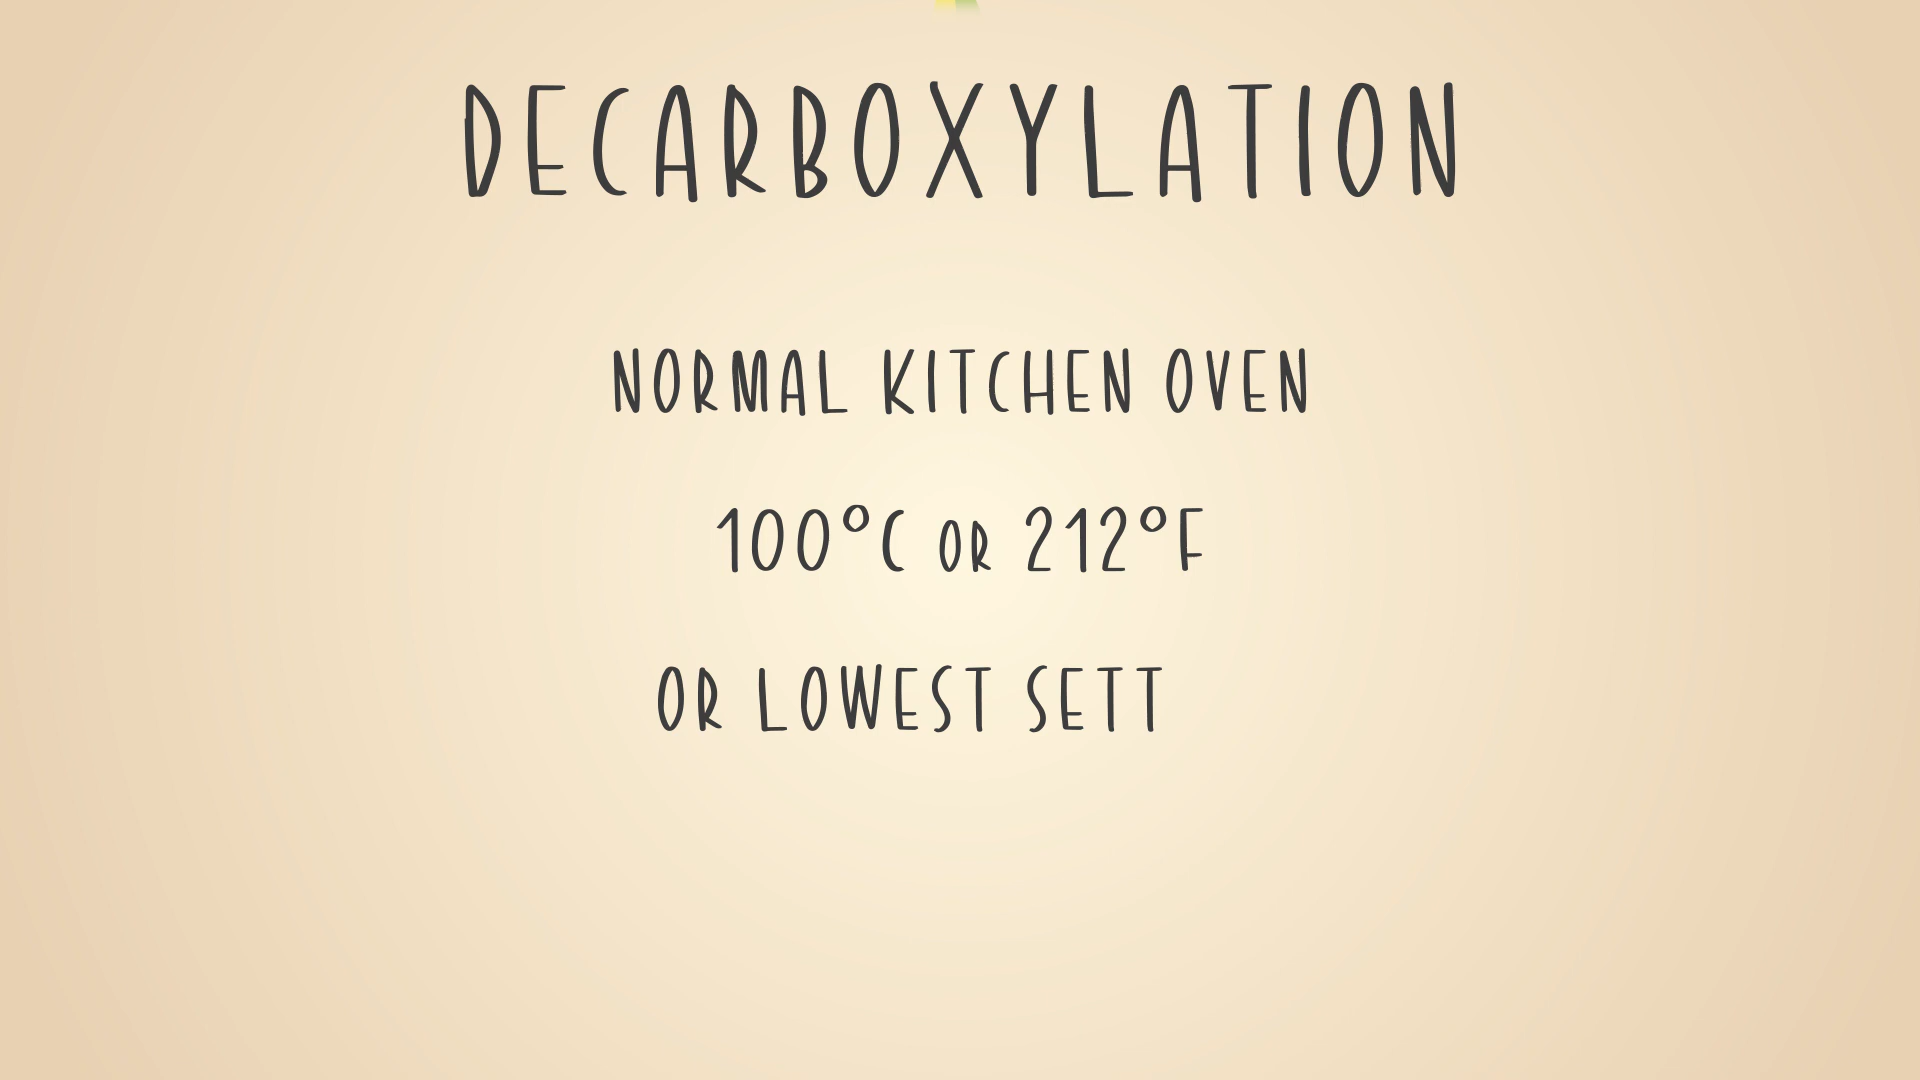 DECARBOXYLATION
NORMAL KITCHEN OVEN
100°C OR 212°F
OR LOWEST SETT